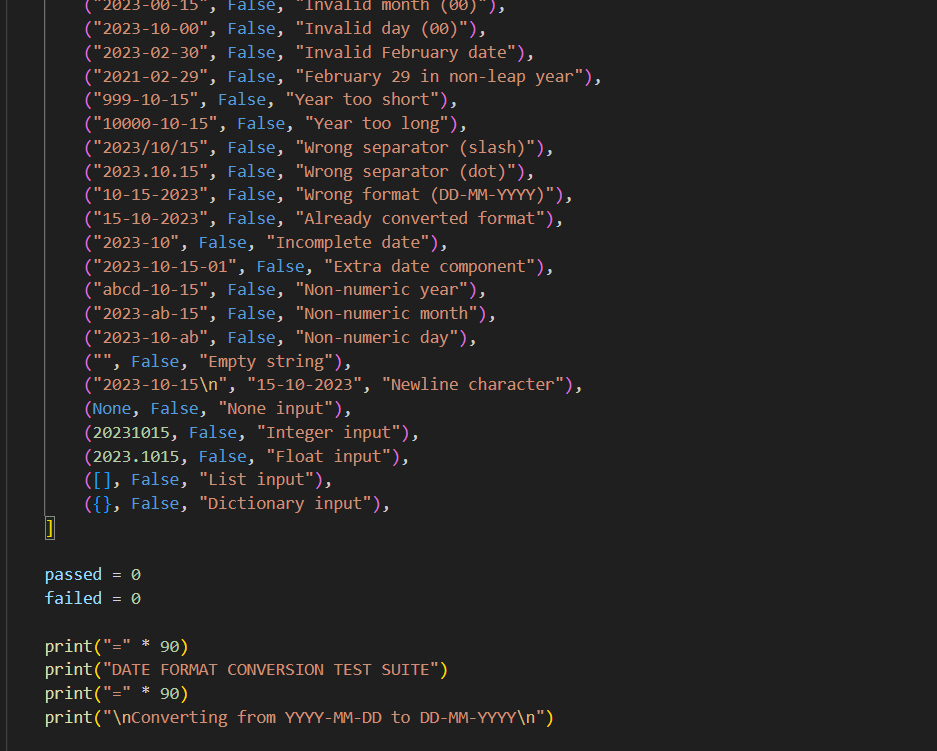 ("2023-00-15", False, "Invalid month (00)"),
("2023-10-00", False, "Invalid day (00)"),
("2023-02-30", False, "Invalid February date"),
("2021-02-29", False, "February 29 in non-leap year"),
("999-10-15", False, "Year too short"),
("10000-10-15", False, "Year too long"),
("2023/10/15", False, "Wrong separator (slash)"),
("2023.10.15", False, "Wrong separator (dot)"),
("10-15-2023", False, "Wrong format (DD-MM-YYYY)"),
("15-10-2023", False, "Already converted format"),
("2023-10", False, "Incomplete date"),
("2023-10-15-01", False, "Extra date component"),
("abcd-10-15", False, "Non-numeric year"),
("2023-ab-15", False, "Non-numeric month"),
("2023-10-ab", False, "Non-numeric day"),
("", False, "Empty string"),
("2023-10-15\n", "15-10-2023", "Newline character"),
(None, False, "None input"),
(20231015, False, "Integer input"),
(2023.1015, False, "Float input"),
([], False, "List input"),
({}, False, "Dictionary input"),
]
passed = 0
failed = 0
print("=" * 90)
print("DATE FORMAT CONVERSION TEST SUITE")
print("=" * 90)
print("\nConverting from YYYY-MM-DD to DD-MM-YYYY\n")